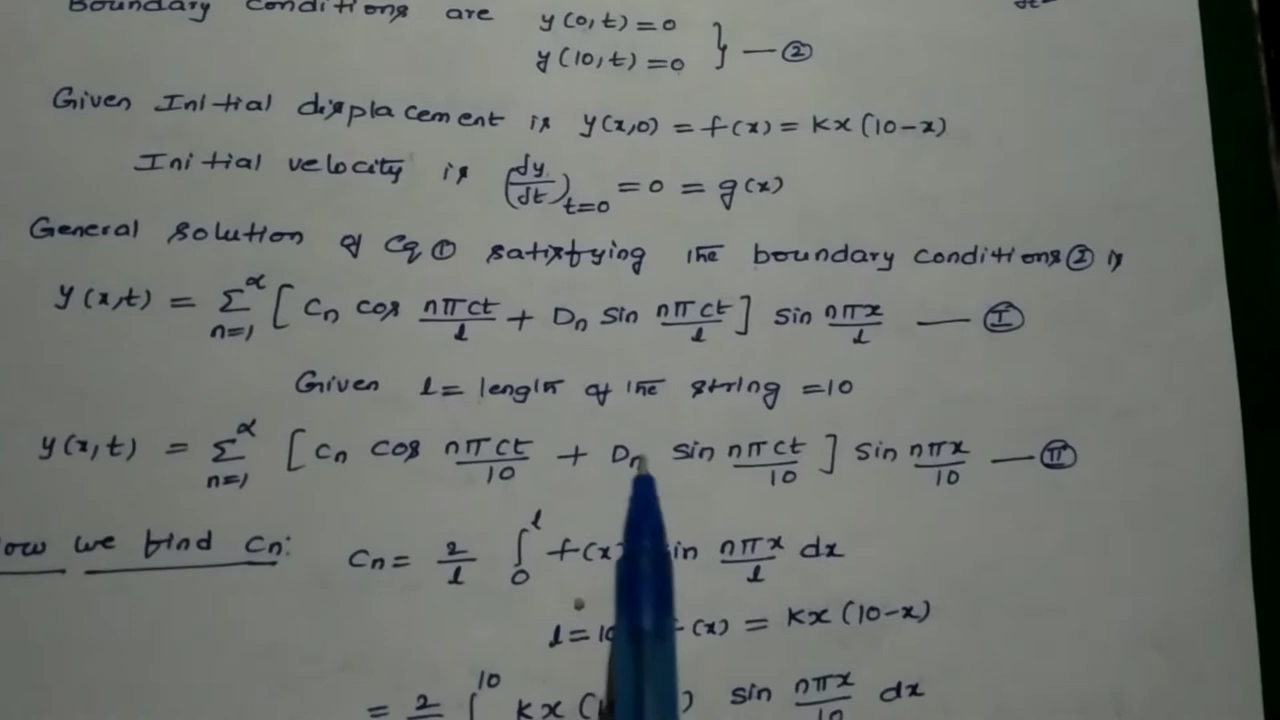 Boundary conditions are y(0,t)=0
y(10,t)=0 } — ②
Given Initial displacement is y(x,0) = f(x) = Kx(10-x)
Initial velocity is (dy/dt)_{t=0} = 0 = g(x)
General solution of eq ① satisfying the boundary conditions ② is
y(x,t) = Σ_{n=1}^{α} [ Cn cos nπct/l + Dn sin nπct/l ] sin nπx/l — Ⅰ
Given l = length of the string = 10
y(x,t) = Σ_{n=1}^{α} [ Cn cos nπct/10 + Dn sin nπct/10 ] sin nπx/10 — Ⅱ
we find Cn: Cn = 2/l ∫_0^l f(x) sin nπx/l dx
l = 10 f(x) = Kx(10-x)
= 2/ ∫^{10} Kx( ) sin nπx/10 dx